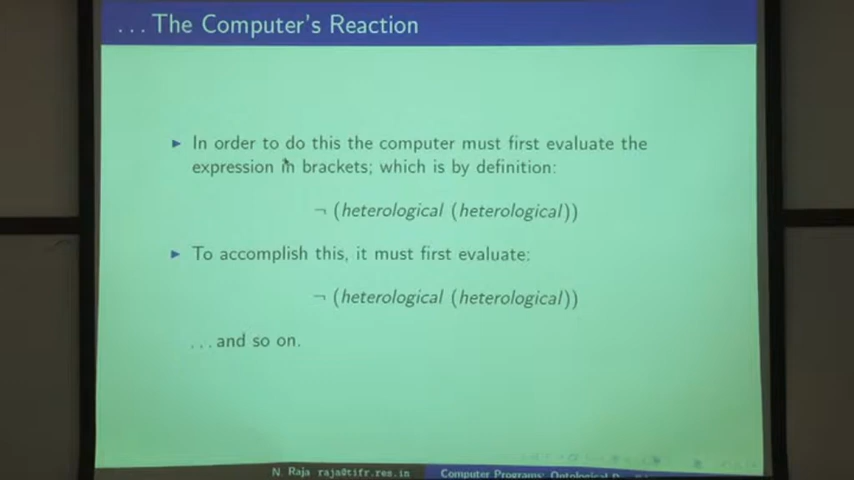 ... The Computer's Reaction
▶ In order to do this the computer must first evaluate the
expression in brackets; which is by definition:
¬ (heterological (heterological))
▶ To accomplish this, it must first evaluate:
¬ (heterological (heterological))
... and so on.
N. Raja raja@tifr.res.in Computer Programs: Ontological